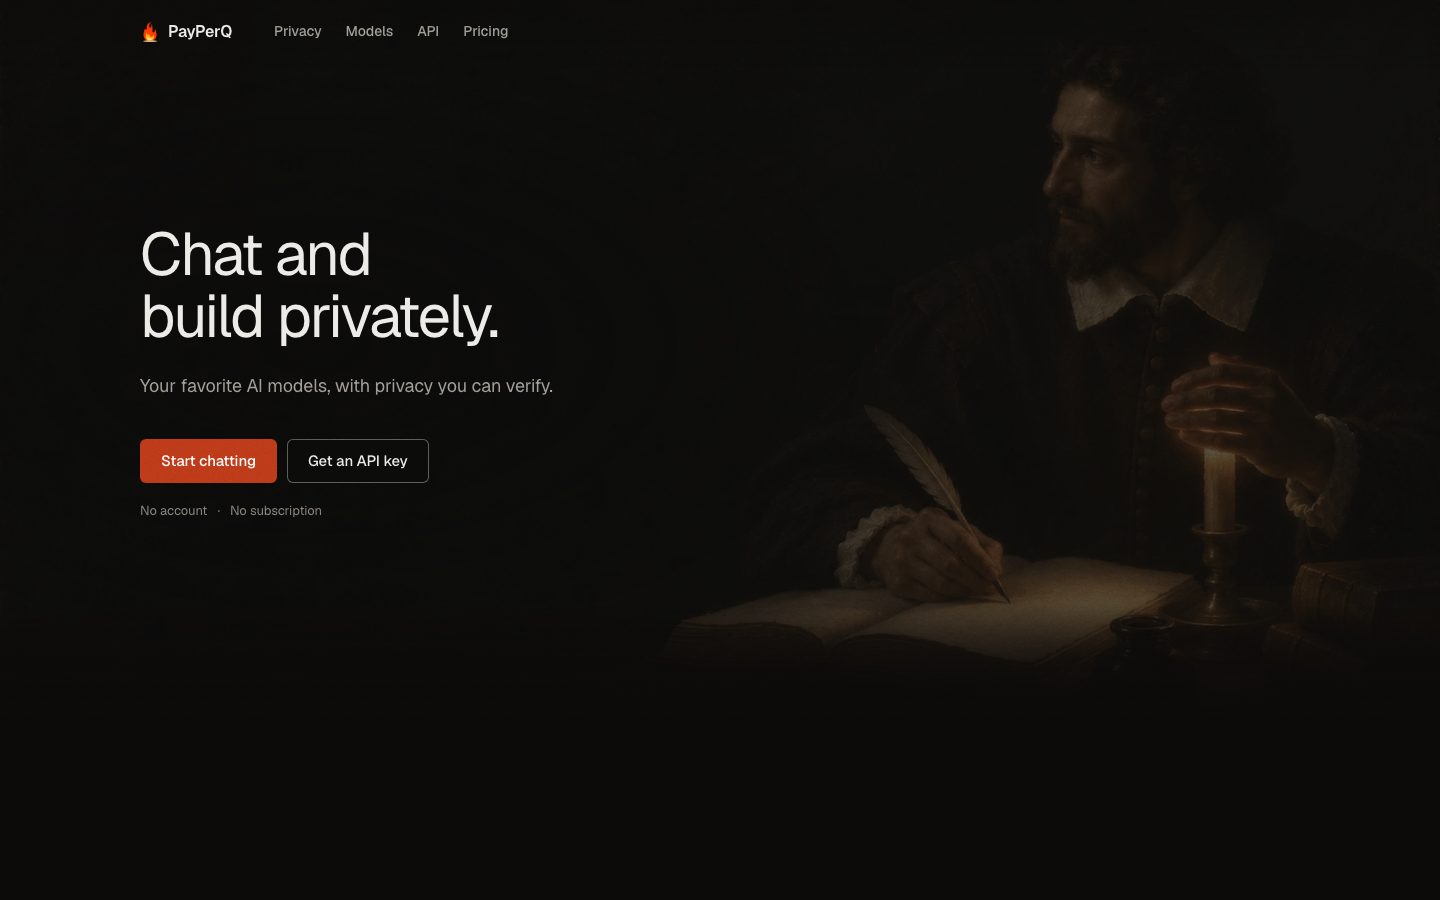 PayPerQ
Privacy Models API Pricing
Chat and
build privately.
Your favorite AI models, with privacy you can verify.
Start chatting
Get an API key
No account · No subscription